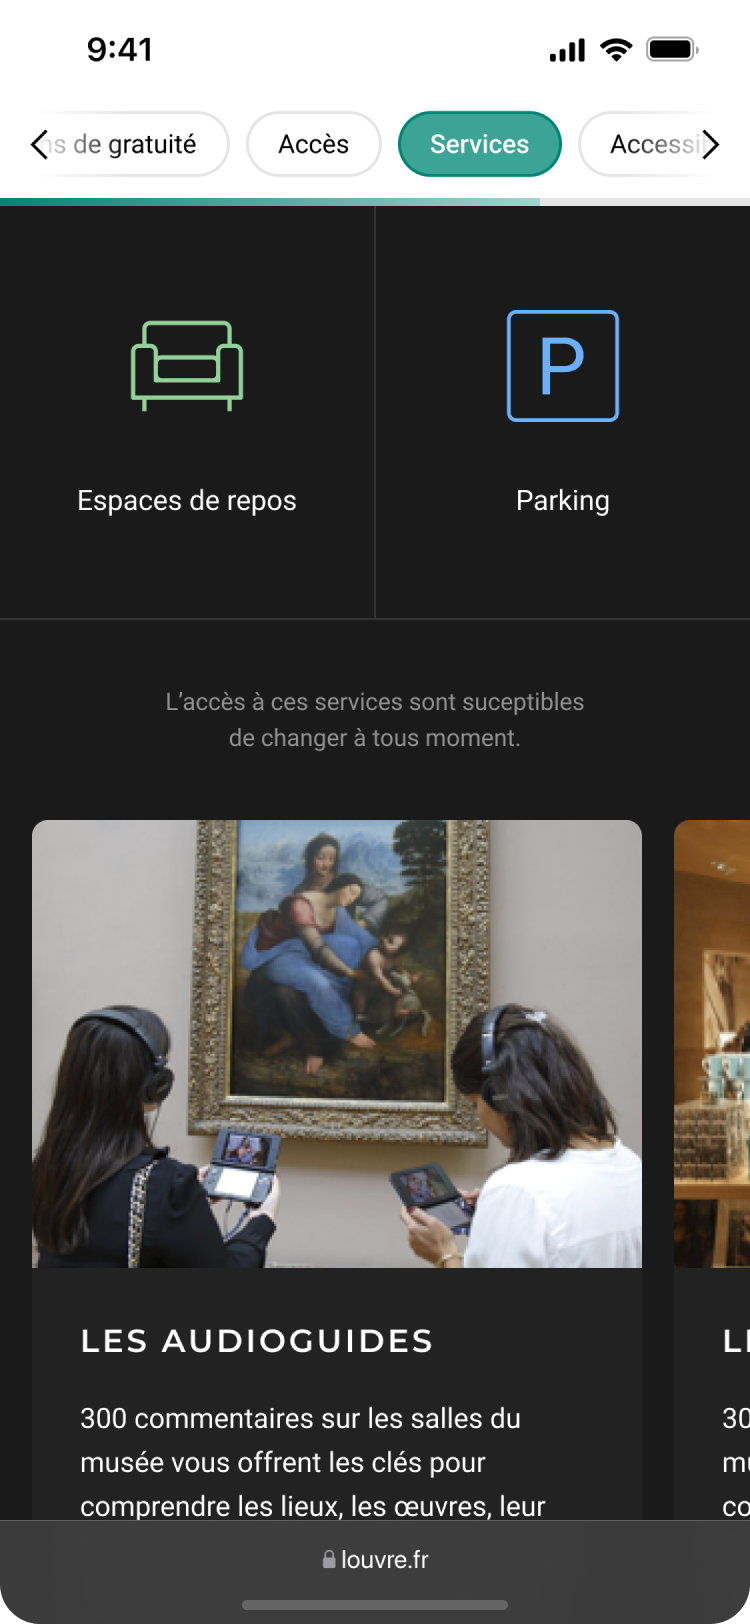 9:41
ns de gratuité
Accès
Services
Accessi
P
Espaces de repos
Parking
L’accès à ces services sont suceptibles
de changer à tous moment.
LES AUDIOGUIDES
300 commentaires sur les salles du
musée vous offrent les clés pour
comprendre les lieux, les œuvres, leur
30
mu
co
louvre.fr